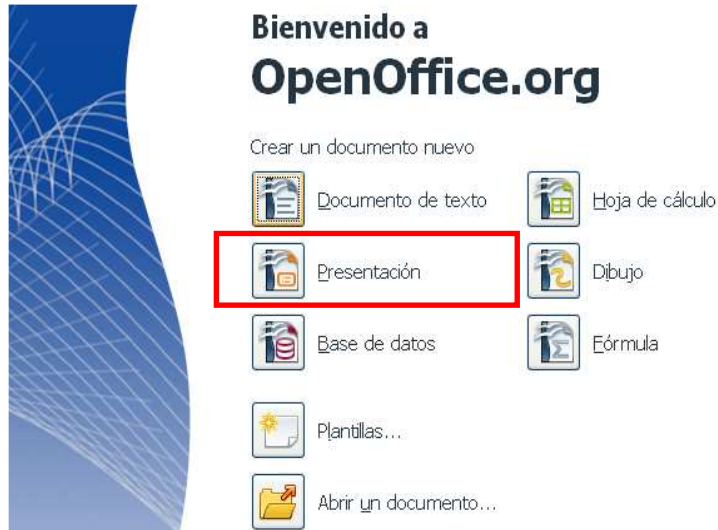 Bienvenido a
OpenOffice.org
Crear un documento nuevo
Documento de texto
Hoja de cálculo
Presentación
Dibujo
Base de datos
Fórmula
Plantillas...
Abrir un documento...